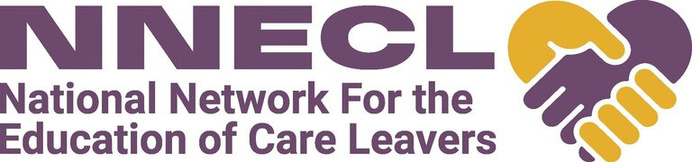 NNECL
National Network For the
Education of Care Leavers